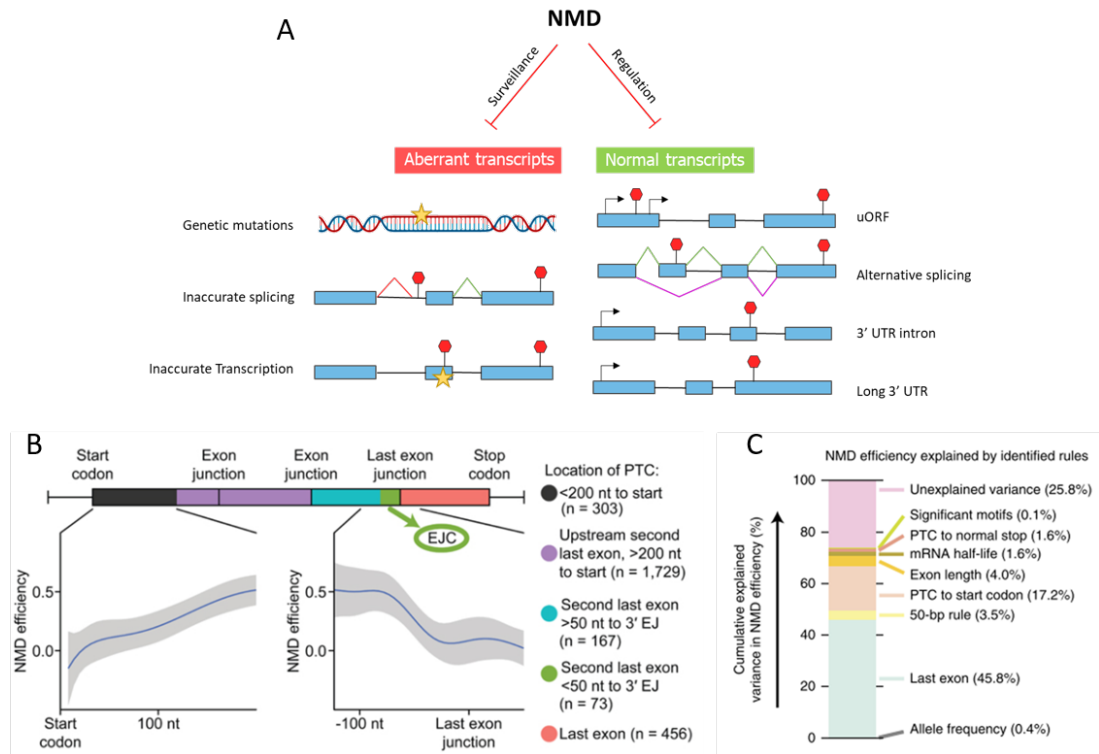 A
NMD
Surveillance
Regulation
Aberrant transcripts
Normal transcripts
Genetic mutations
uORF
Inaccurate splicing
Alternative splicing
3’ UTR intron
Inaccurate Transcription
Long 3’ UTR
B
Start
codon
Exon
junction
Exon
junction
Last exon
junction
Stop
codon
EJC
NMD efficiency
0.5
0.0
Start
codon
100 nt
NMD efficiency
0.5
0.0
-100 nt
Last exon
junction
Location of PTC:
<200 nt to start
(n = 303)
Upstream second
last exon, >200 nt
to start (n = 1,729)
Second last exon
>50 nt to 3′ EJ
(n = 167)
Second last exon
<50 nt to 3′ EJ
(n = 73)
Last exon (n = 456)
C
NMD efficiency explained by identified rules
Cumulative explained
variance in NMD efficiency (%)
100
80
60
40
20
0
Unexplained variance (25.8%)
Significant motifs (0.1%)
PTC to normal stop (1.6%)
mRNA half-life (1.6%)
Exon length (4.0%)
PTC to start codon (17.2%)
50-bp rule (3.5%)
Last exon (45.8%)
Allele frequency (0.4%)